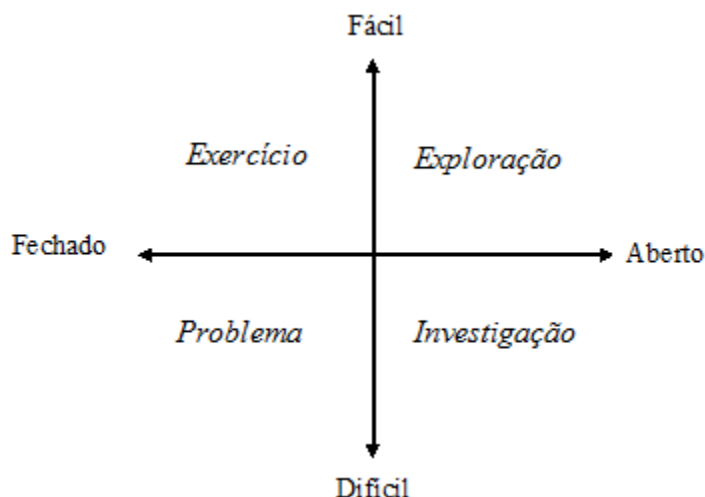 Fácil
Exercício Exploração
Fechado Aberto
Problema Investigação
Difícil